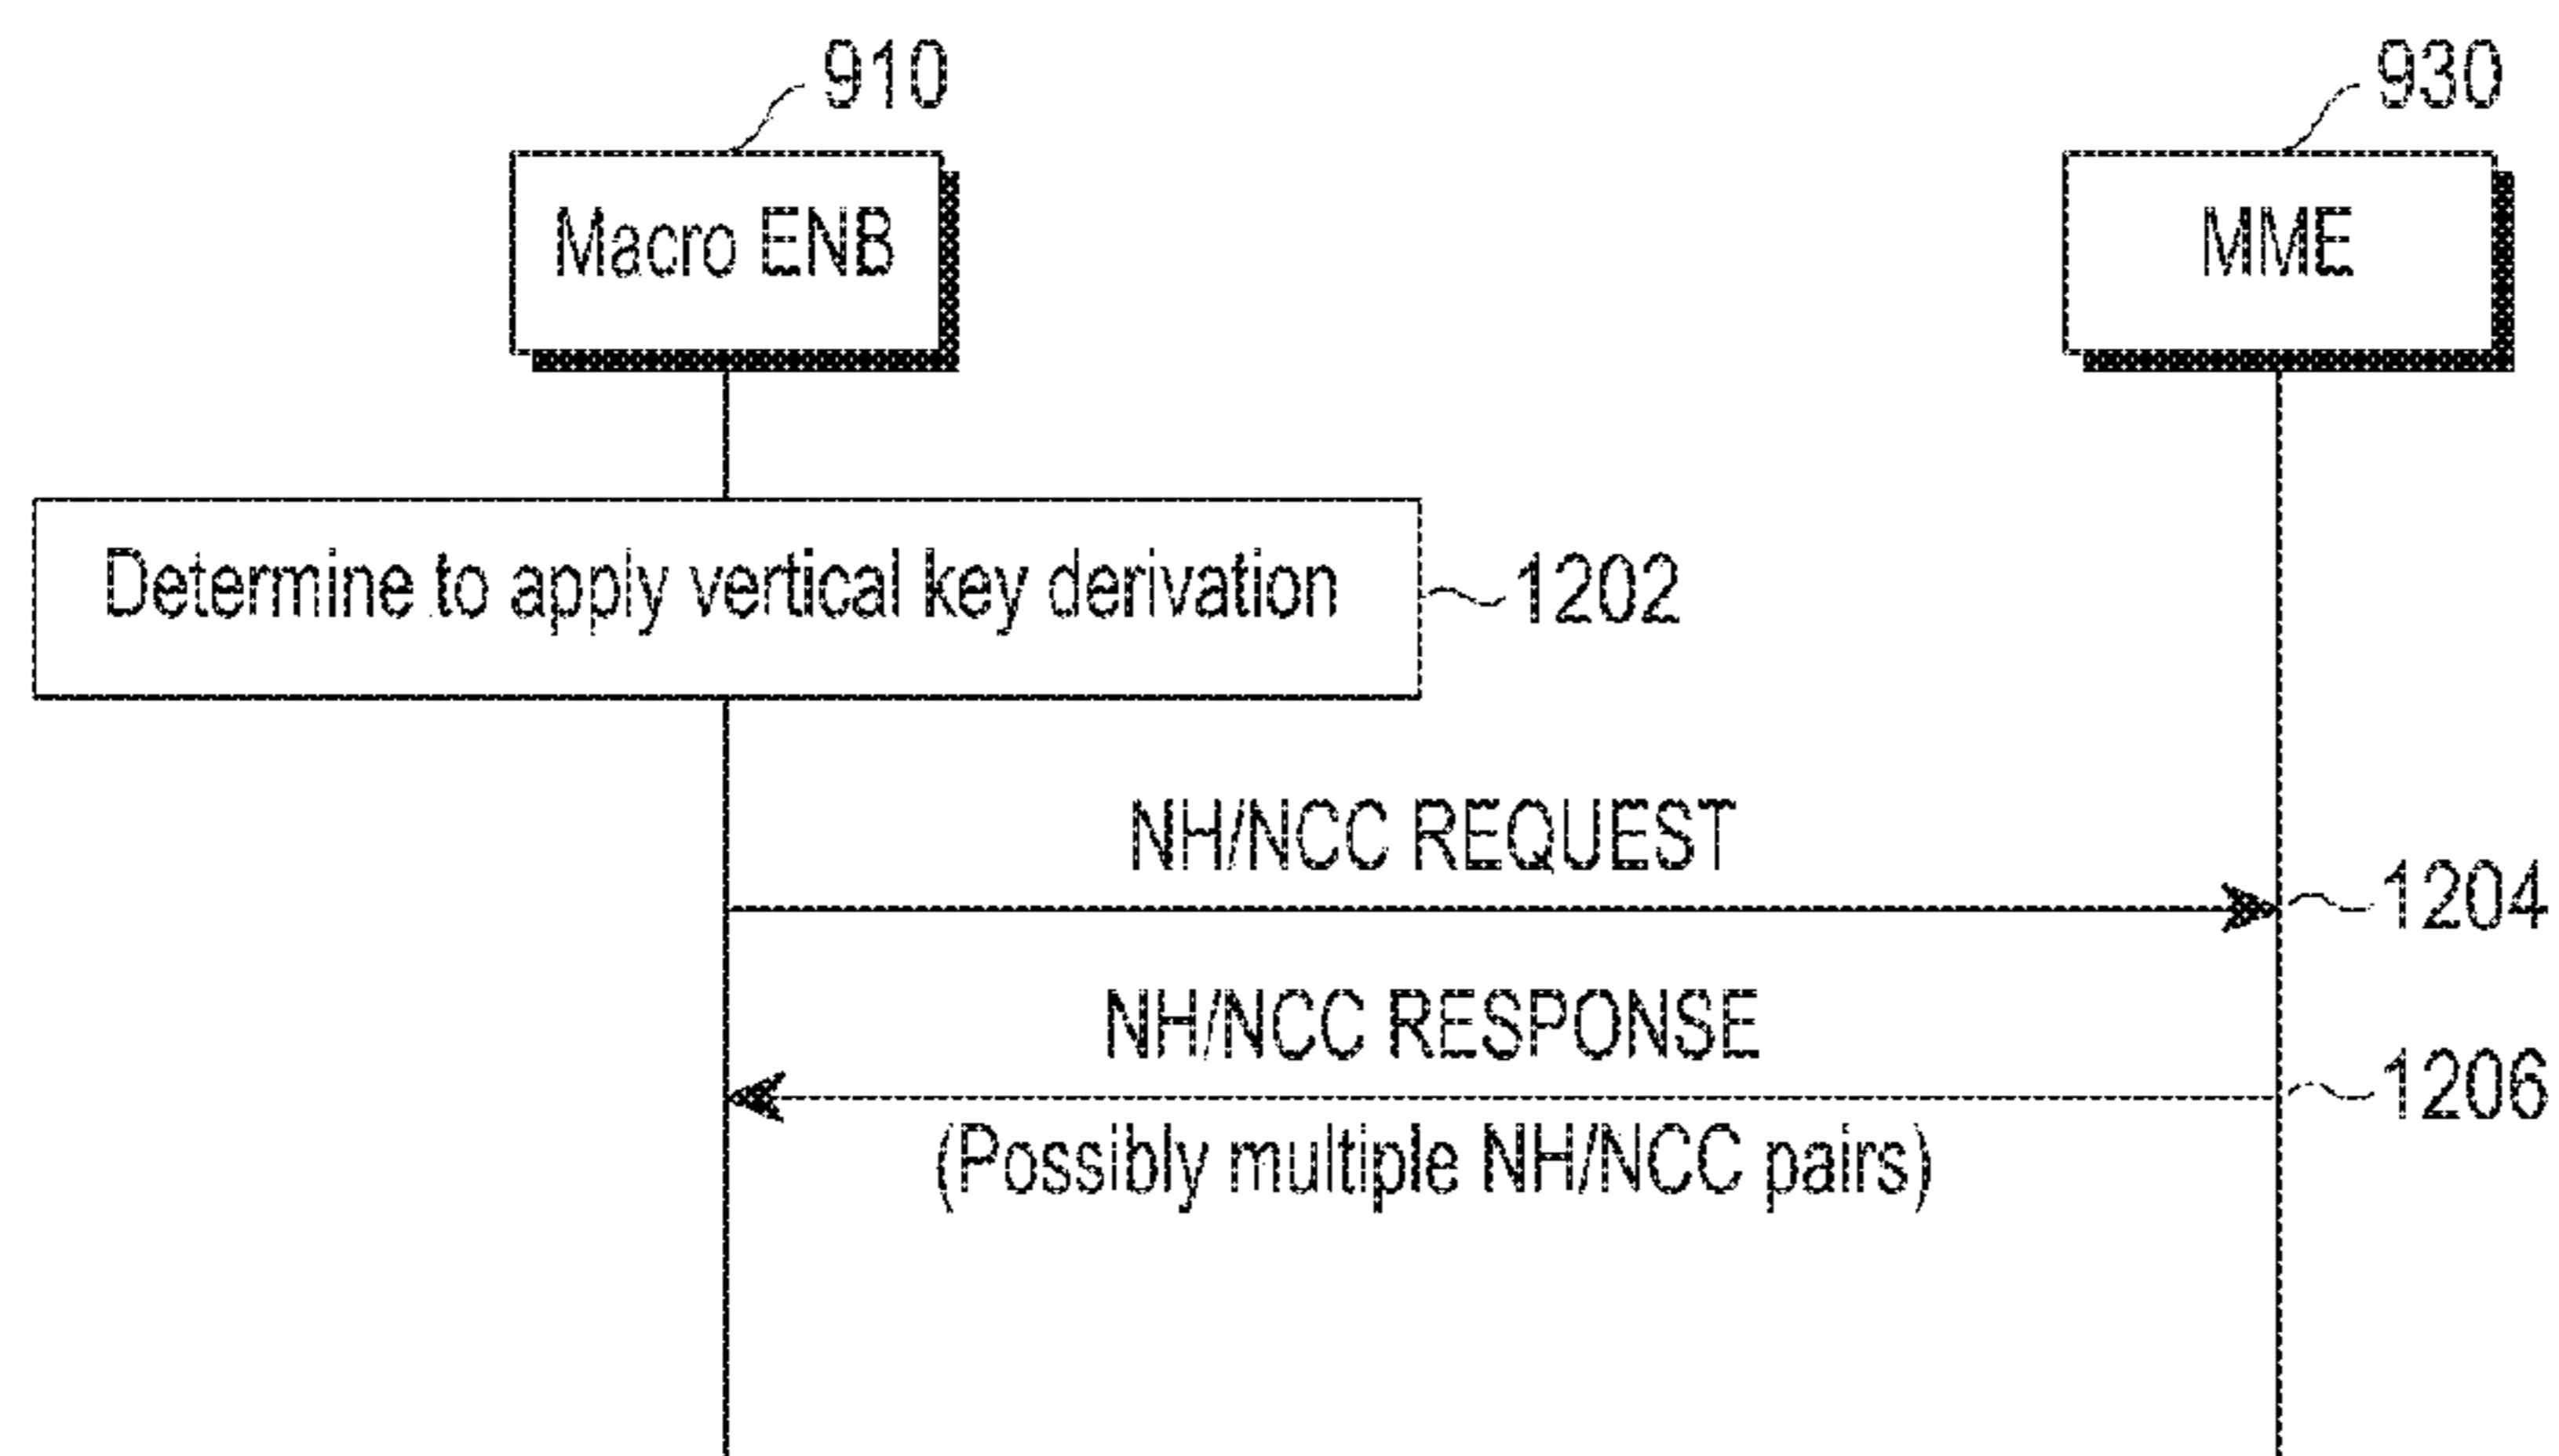 910
930
Macro ENB
MME
Determine to apply vertical key derivation
1202
NH/NCC REQUEST
1204
NH/NCC RESPONSE
1206
(Possibly multiple NH/NCC pairs)